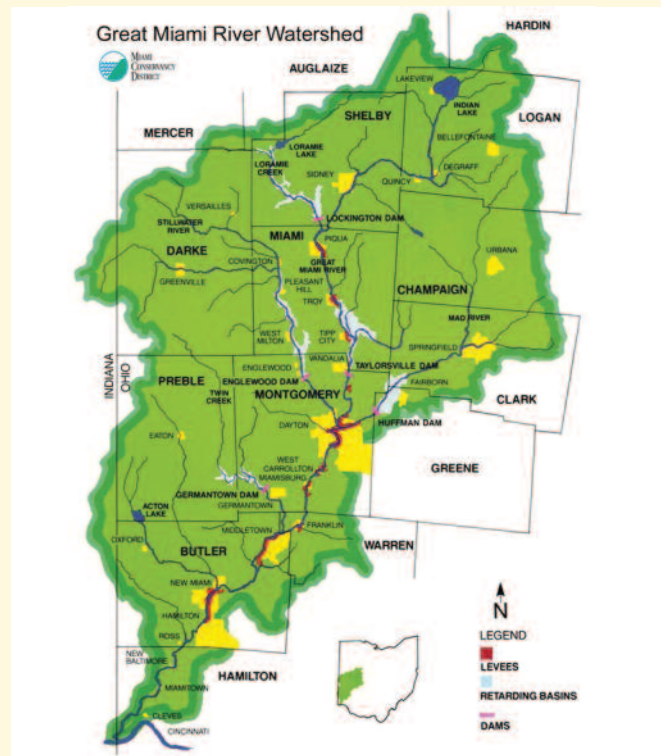 Great Miami River Watershed
MIAMI
CONSERVANCY
DISTRICT
HARDIN
AUGLAIZE
LAKEVIEW
INDIAN
LAKE
LOGAN
SHELBY
MERCER
BELLEFONTAINE
LORAMIE
LAKE
LORAMIE
CREEK
SIDNEY
DEGRAFF
QUINCY
VERSAILLES
STILLWATER
RIVER
LOCKINGTON DAM
MIAMI
PIQUA
URBANA
DARKE
COVINGTON
GREAT
MIAMI RIVER
GREENVILLE
PLEASANT
HILL
TROY
CHAMPAIGN
MAD RIVER
WEST
MILTON
TIPP
CITY
SPRINGFIELD
INDIANA
OHIO
ENGLEWOOD
VANDALIA
TAYLORSVILLE DAM
PREBLE
ENGLEWOOD DAM
FAIRBORN
TWIN
CREEK
MONTGOMERY
CLARK
DAYTON
HUFFMAN DAM
EATON
WEST
CARROLLTON
MIAMISBURG
GREENE
GERMANTOWN DAM
GERMANTOWN
ACTON
LAKE
MIDDLETOWN
FRANKLIN
OXFORD
BUTLER
WARREN
NEW MIAMI
HAMILTON
ROSS
NEW
BALTIMORE
HAMILTON
MIAMITOWN
CLEVES
CINCINNATI
N
LEGEND
LEVEES
RETARDING BASINS
DAMS